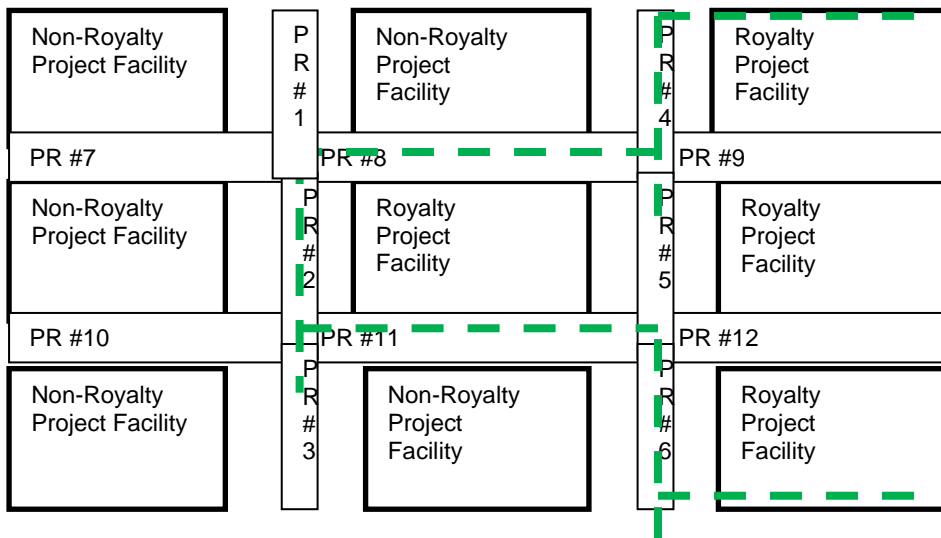 Non-Royalty
Project Facility
P
R
#
1
Non-Royalty
Project
Facility
P
R
#
4
Royalty
Project
Facility
PR #7
PR #8
PR #9
Non-Royalty
Project Facility
P
R
#
2
Royalty
Project
Facility
P
R
#
5
Royalty
Project
Facility
PR #10
PR #11
PR #12
Non-Royalty
Project Facility
P
R
#
3
Non-Royalty
Project
Facility
P
R
#
6
Royalty
Project
Facility